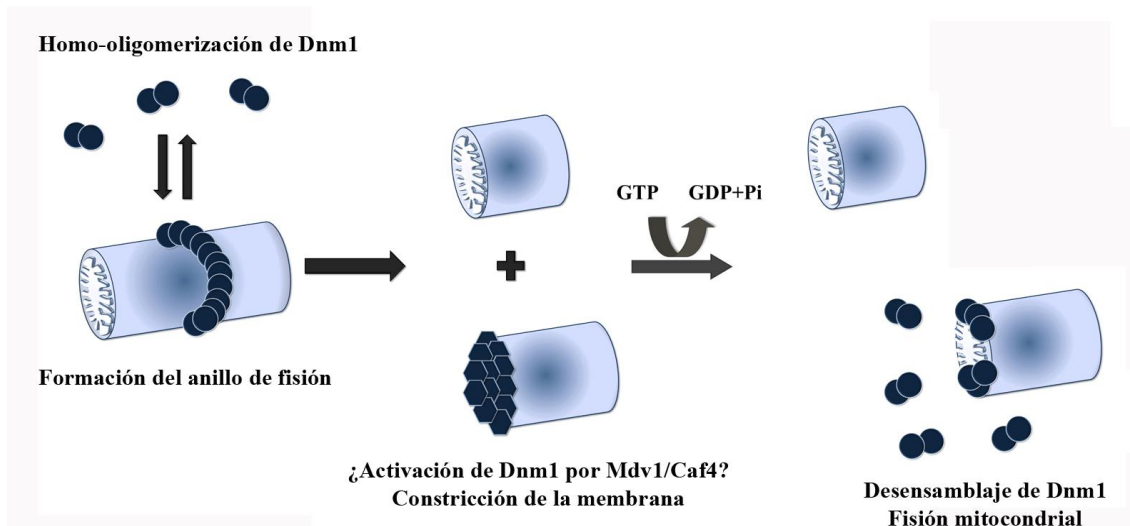 Homo-oligomerización de Dnm1
Formación del anillo de fisión
¿Activación de Dnm1 por Mdv1/Caf4?
Constricción de la membrana
GTP
GDP+Pi
Desensamblaje de Dnm1
Fisión mitocondrial